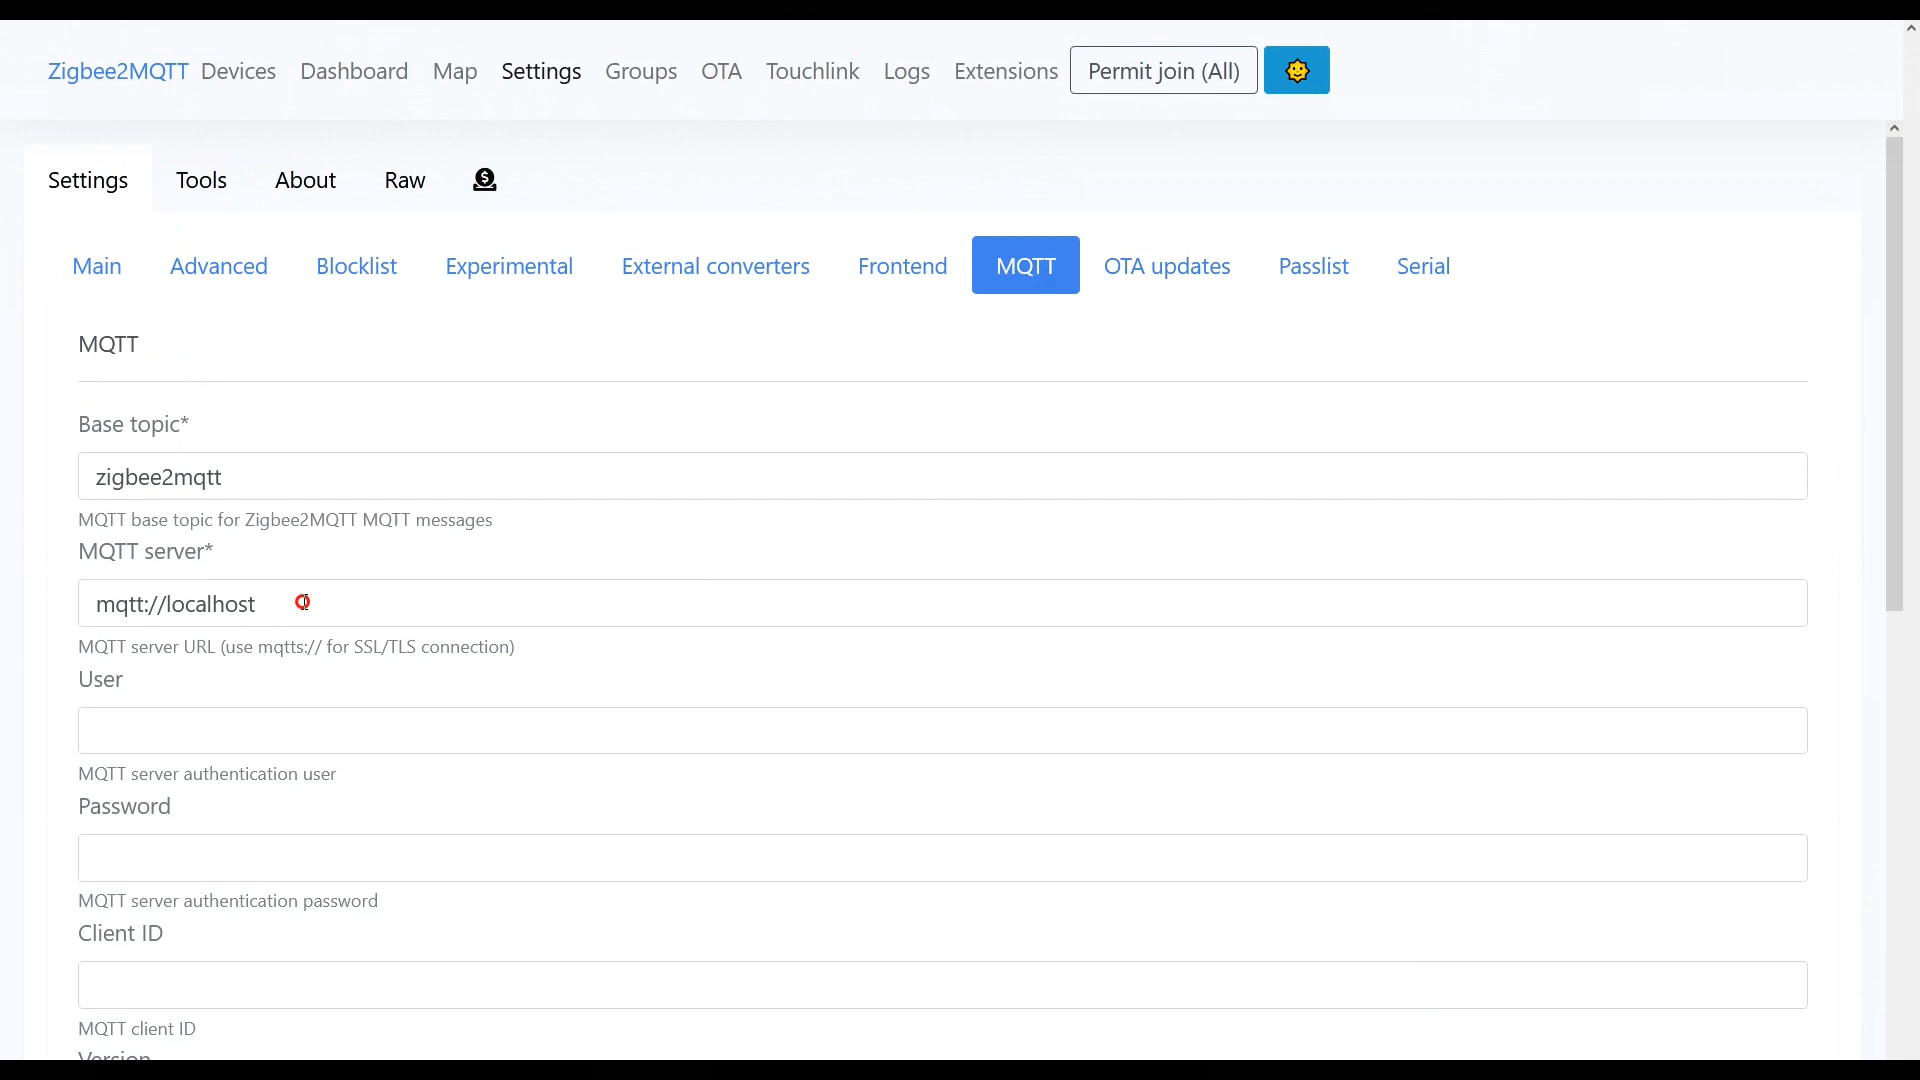 Zigbee2MQTT Devices Dashboard Map Settings Groups OTA Touchlink Logs Extensions Permit join (All)
Settings Tools About Raw
Main Advanced Blocklist Experimental External converters Frontend MQTT OTA updates Passlist Serial
MQTT
Base topic*
zigbee2mqtt
MQTT base topic for Zigbee2MQTT MQTT messages
MQTT server*
mqtt://localhost
MQTT server URL (use mqtts:// for SSL/TLS connection)
User
MQTT server authentication user
Password
MQTT server authentication password
Client ID
MQTT client ID
Version